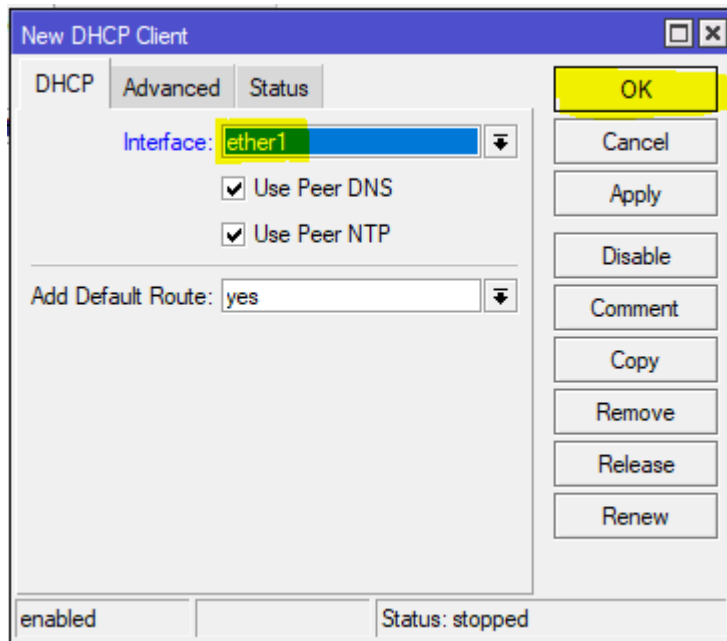 New DHCP Client
DHCP Advanced Status
Interface: ether1
Use Peer DNS
Use Peer NTP
Add Default Route: yes
OK
Cancel
Apply
Disable
Comment
Copy
Remove
Release
Renew
enabled Status: stopped